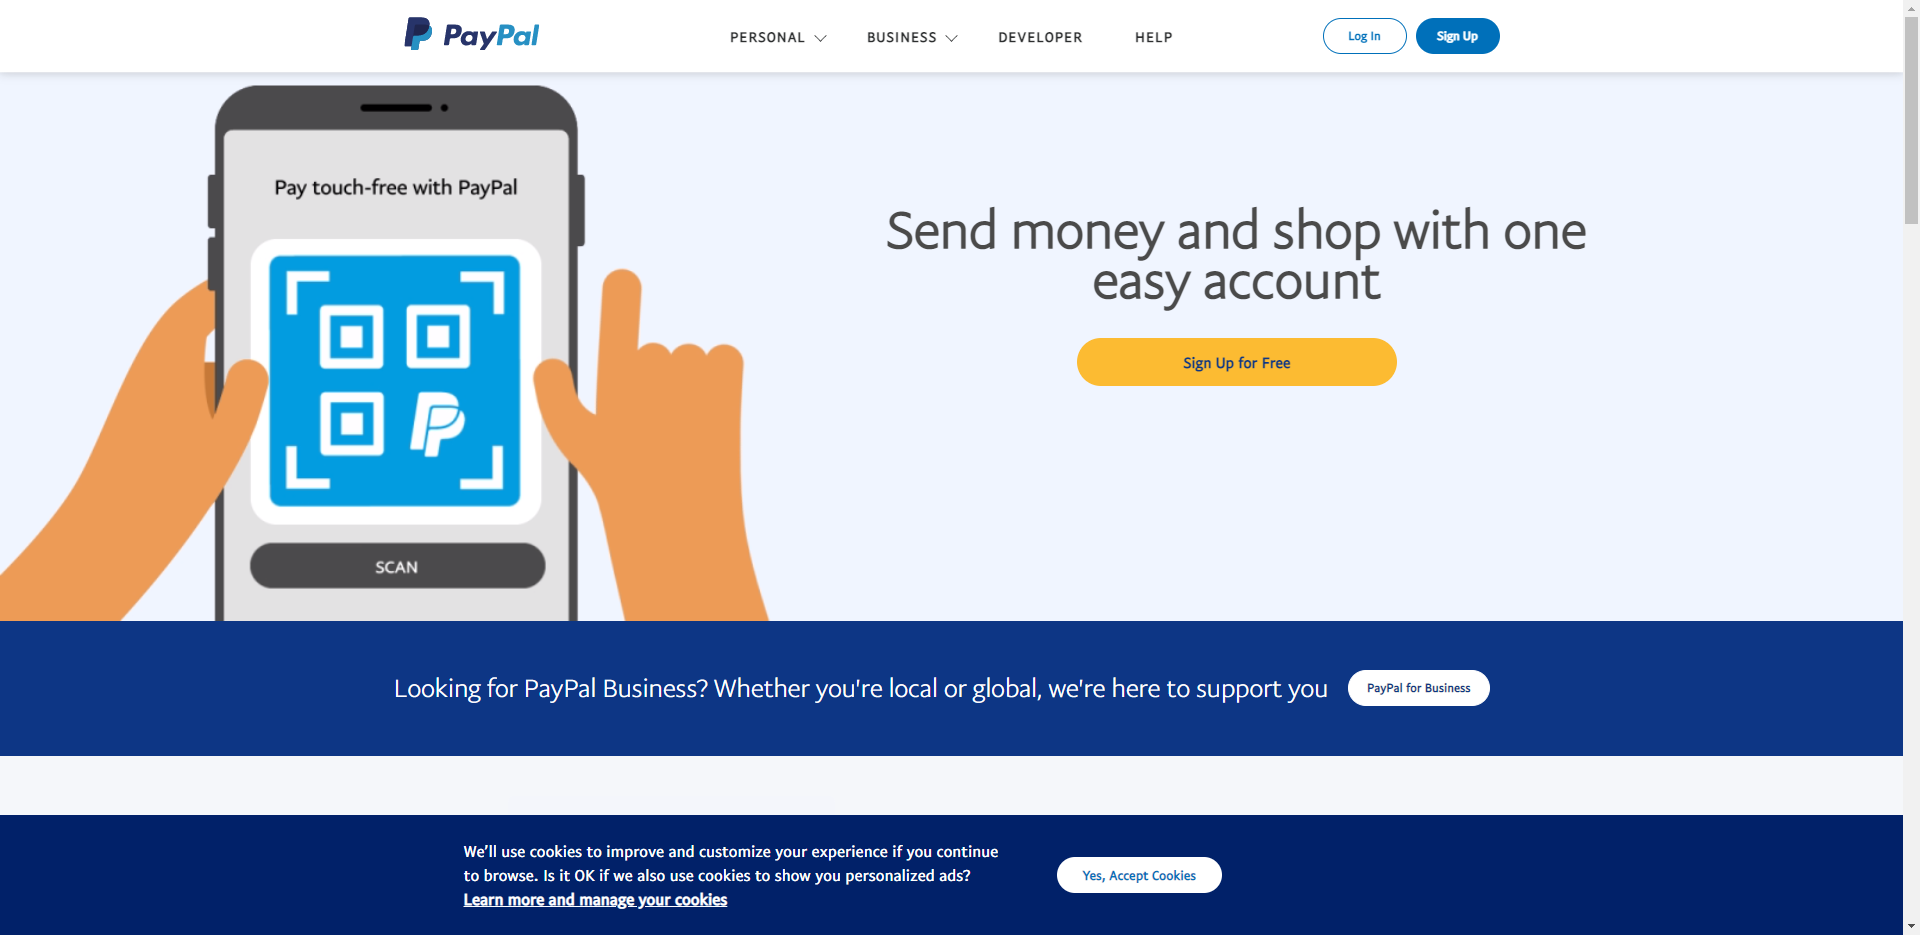 PayPal
PERSONAL
BUSINESS
DEVELOPER
HELP
Log In
Sign Up
Pay touch-free with PayPal
SCAN
Send money and shop with one
easy account
Sign Up for Free
Looking for PayPal Business? Whether you're local or global, we're here to support you
PayPal for Business
We'll use cookies to improve and customize your experience if you continue
to browse. Is it OK if we also use cookies to show you personalized ads?
Learn more and manage your cookies
Yes, Accept Cookies